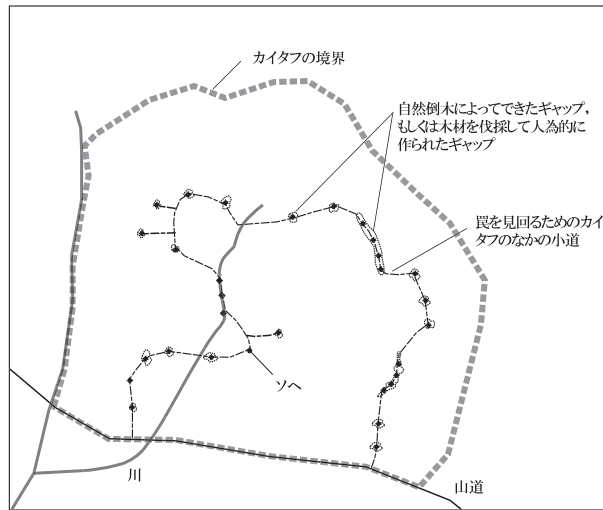 カイタフの境界
自然倒木によってできたギャップ,
もしくは木材を伐採して人為的に
作られたギャップ
罠を見回るためのカイ
タフのなかの小道
ソヘ
川
山道